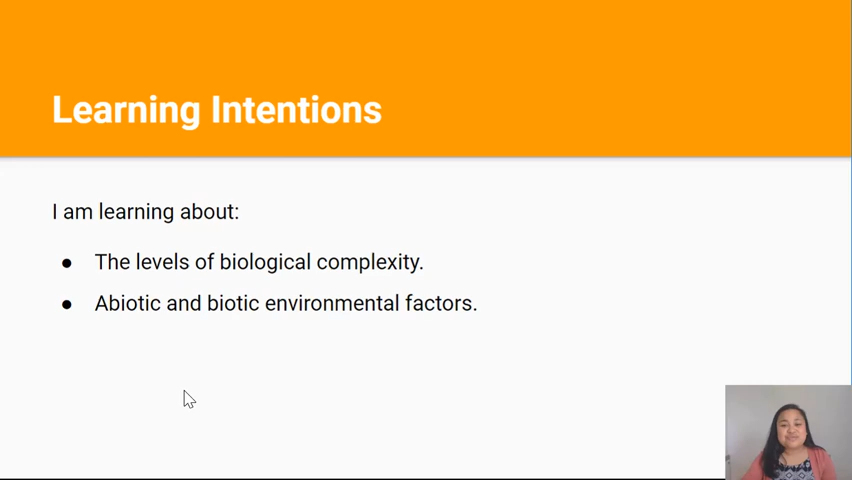 Learning Intentions
I am learning about:
● The levels of biological complexity.
● Abiotic and biotic environmental factors.